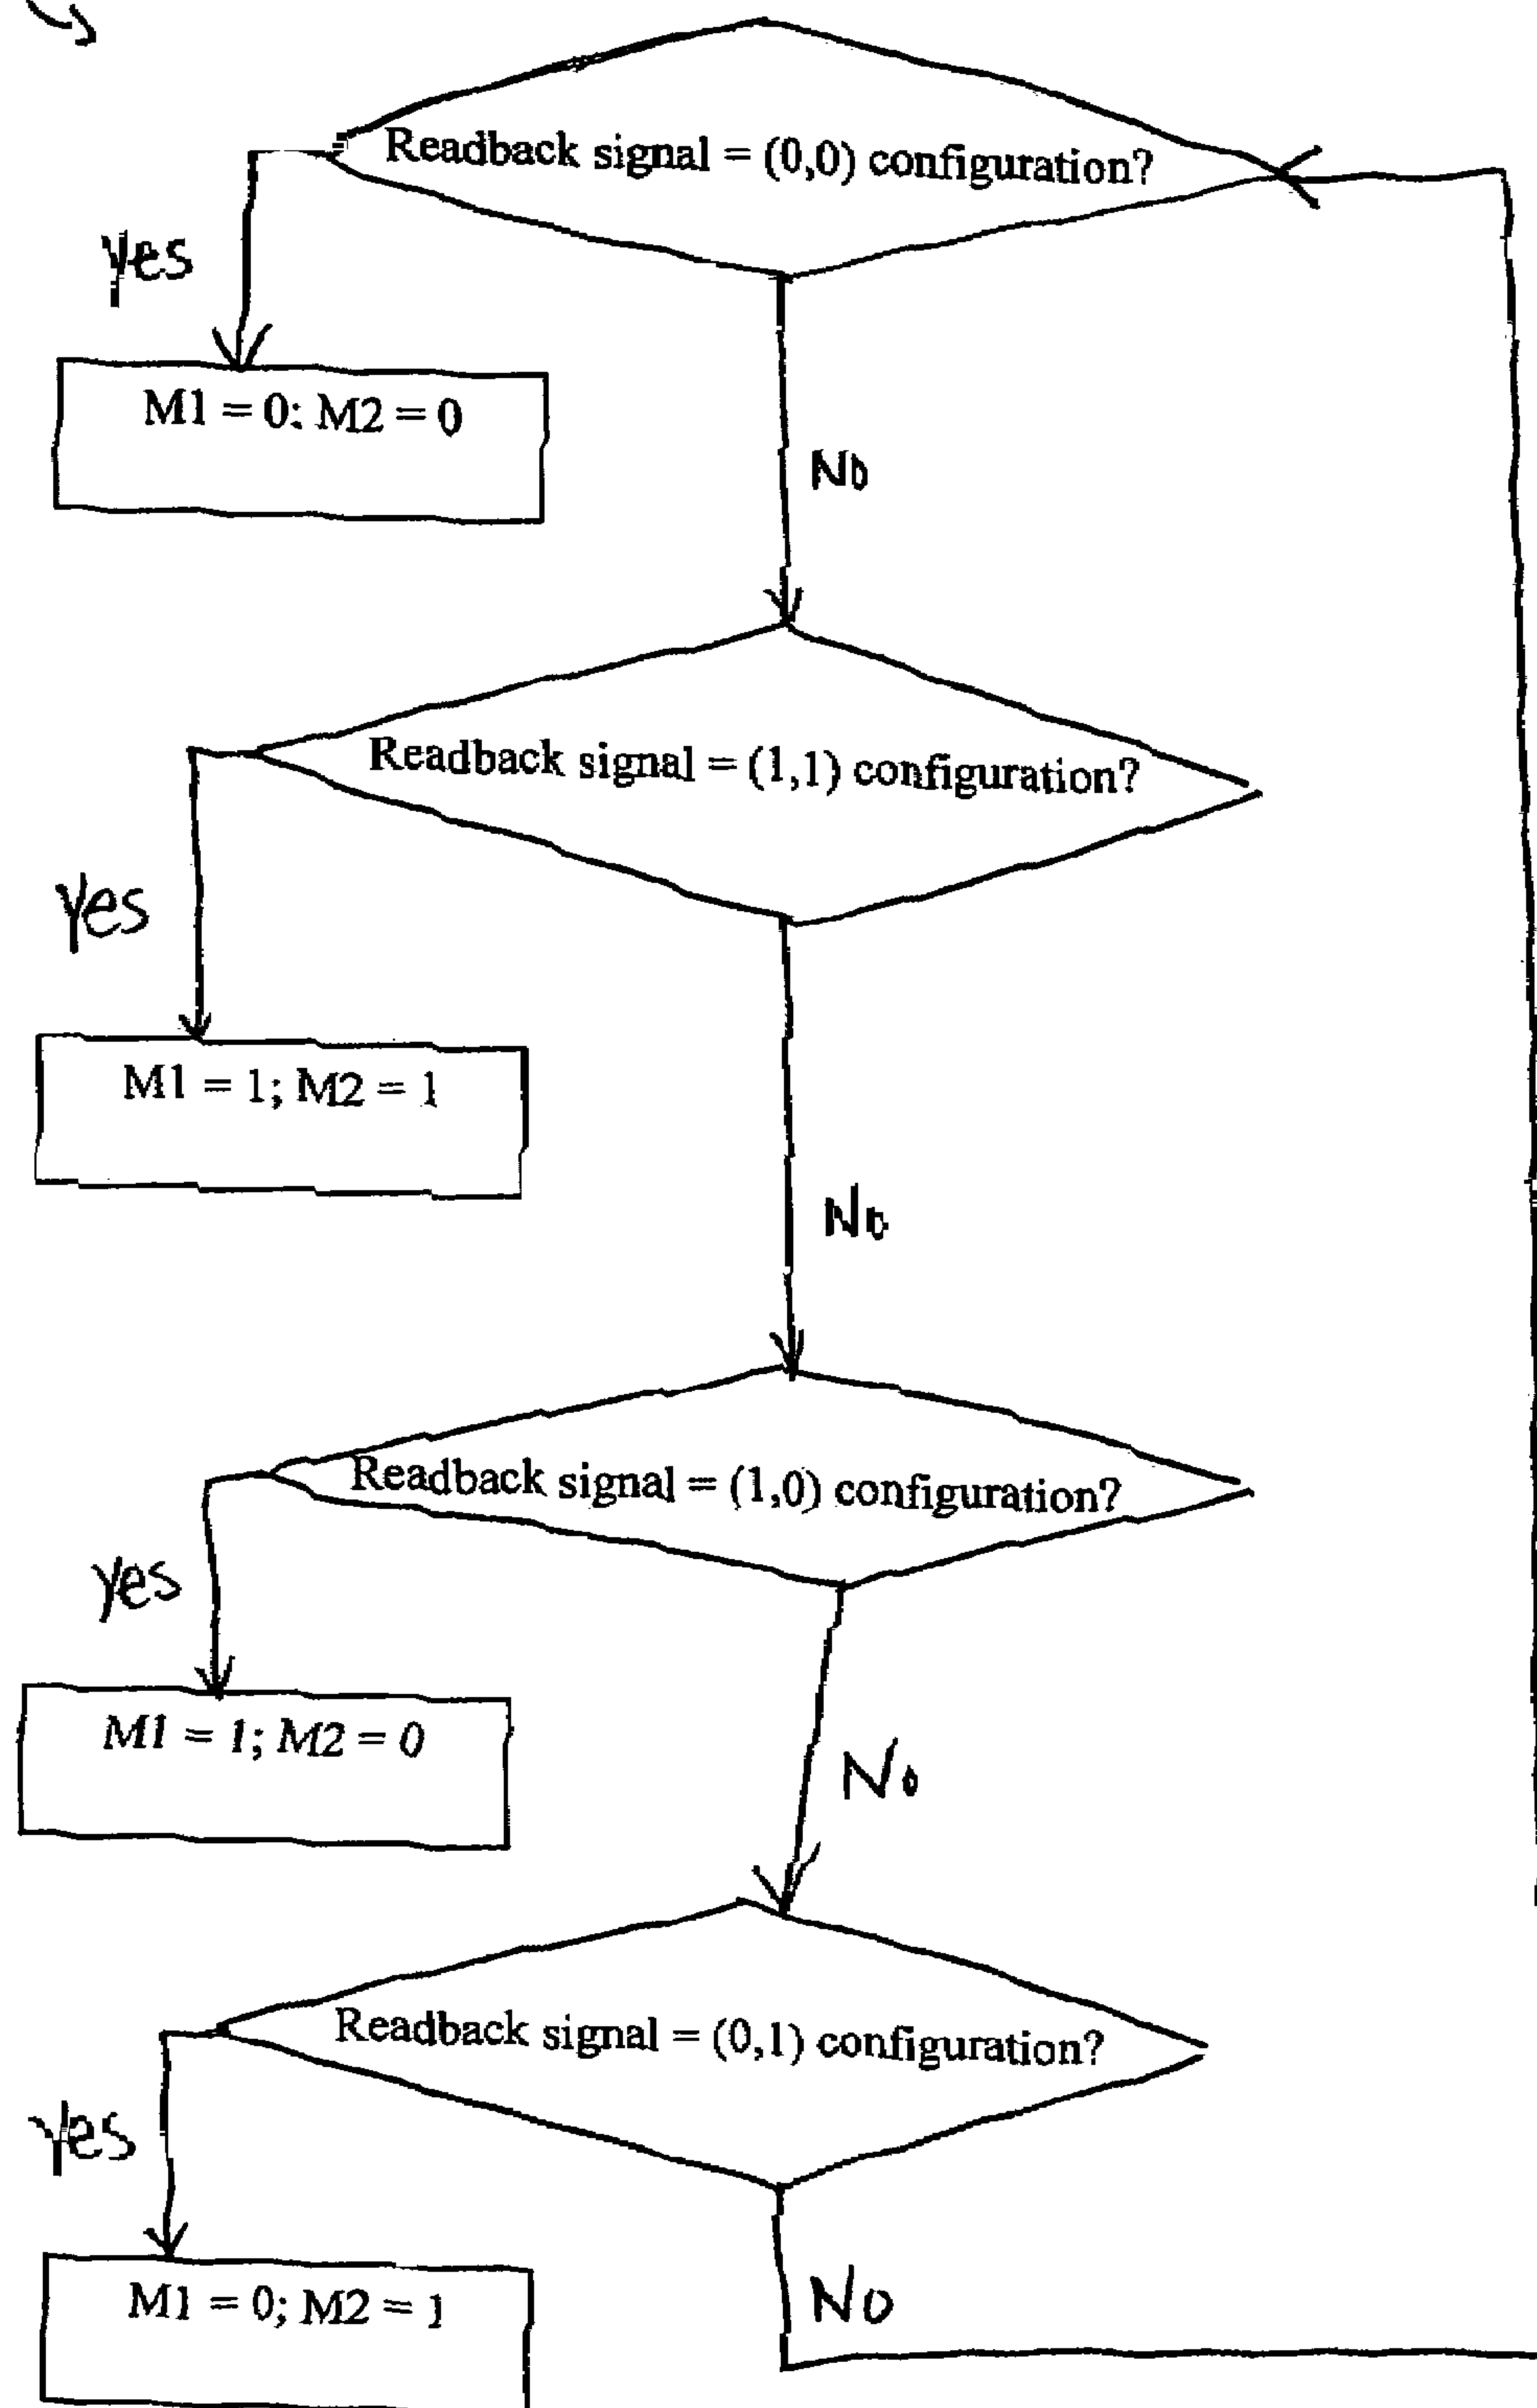 Readback signal = (0,0) configuration?
yes
M1 = 0; M2 = 0
No
Readback signal = (1,1) configuration?
yes
M1 = 1; M2 = 1
No
Readback signal = (1,0) configuration?
yes
M1 = 1; M2 = 0
No
Readback signal = (0,1) configuration?
yes
M1 = 0; M2 = 1
No